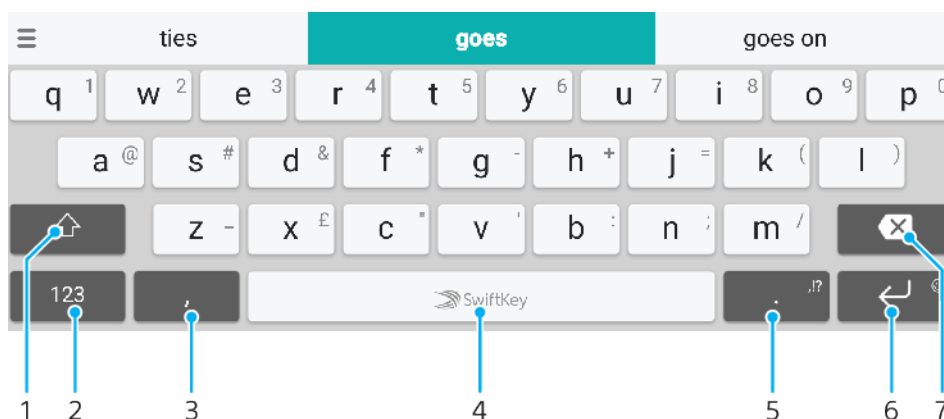 ties goes goes on
q 1 w 2 e 3 r 4 t 5 y 6 u 7 i 8 o 9 p 0
a @ s # d & f * g - h + j = k ( l )
z _ x £ c " v ' b : n ; m /
123 , SwiftKey . ,!?
1 2 3 4 5 6 7